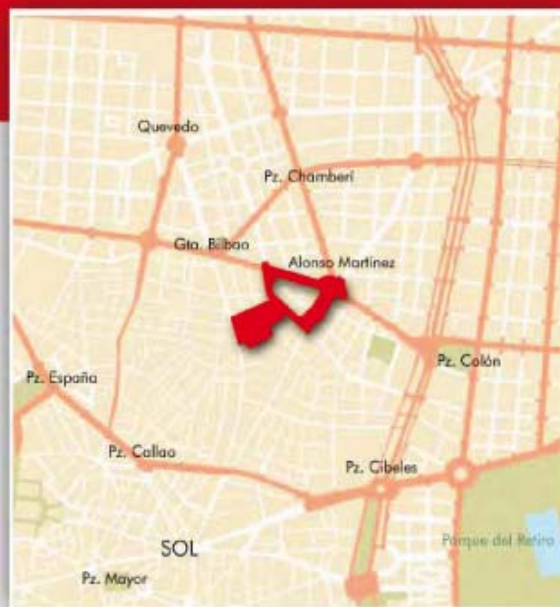 Quevedo
Pz. Chamberí
Gta. Bilbao
Alonso Martínez
Pz. Colón
Pz. España
Pz. Callao
Pz. Cibeles
Parque del Retiro
SOL
Pz. Mayor